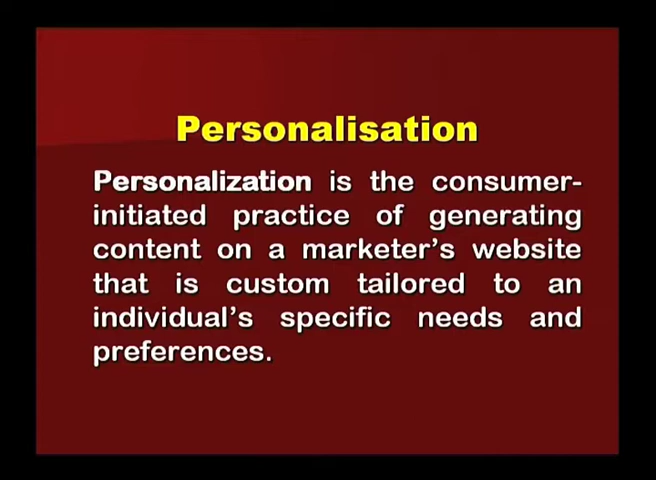 Personalisation
Personalization is the consumer-
initiated practice of generating
content on a marketer's website
that is custom tailored to an
individual's specific needs and
preferences.